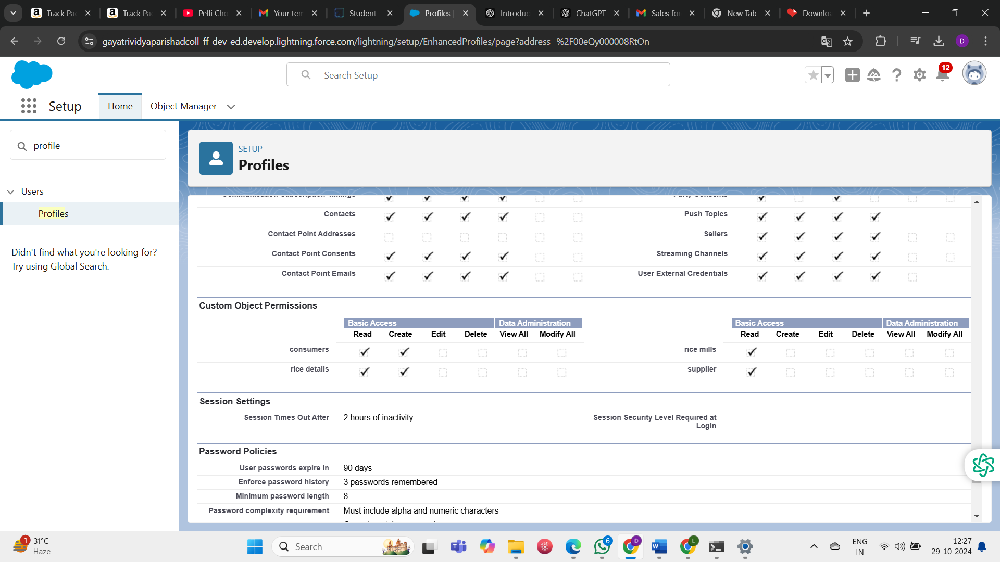 Track Pac
Track Pac
Pelli Cho
Your tem
Student
Profiles |
Introduc
ChatGPT
Sales for
New Tab
Downloa
gayatrividyaparishadcoll-ff-dev-ed.develop.lightning.force.com/lightning/setup/EnhancedProfiles/page?address=%2F00eQy000008RtOn
D
Search Setup
12
Setup
Home
Object Manager
profile
Users
Profiles
Didn't find what you're looking for?
Try using Global Search.
SETUP
Profiles
Communication Subscription Timings
Party Consents
Contacts
Push Topics
Contact Point Addresses
Sellers
Contact Point Consents
Streaming Channels
Contact Point Emails
User External Credentials
Custom Object Permissions
Basic Access Data Administration
Basic Access Data Administration
Read Create Edit Delete View All Modify All
Read Create Edit Delete View All Modify All
consumers
rice mills
rice details
supplier
Session Settings
Session Times Out After 2 hours of inactivity
Session Security Level Required at
Login
Password Policies
User passwords expire in 90 days
Enforce password history 3 passwords remembered
Minimum password length 8
Password complexity requirement Must include alpha and numeric characters
1
31°C
Haze
Search
6
D
L
ENG
IN
12:27
29-10-2024